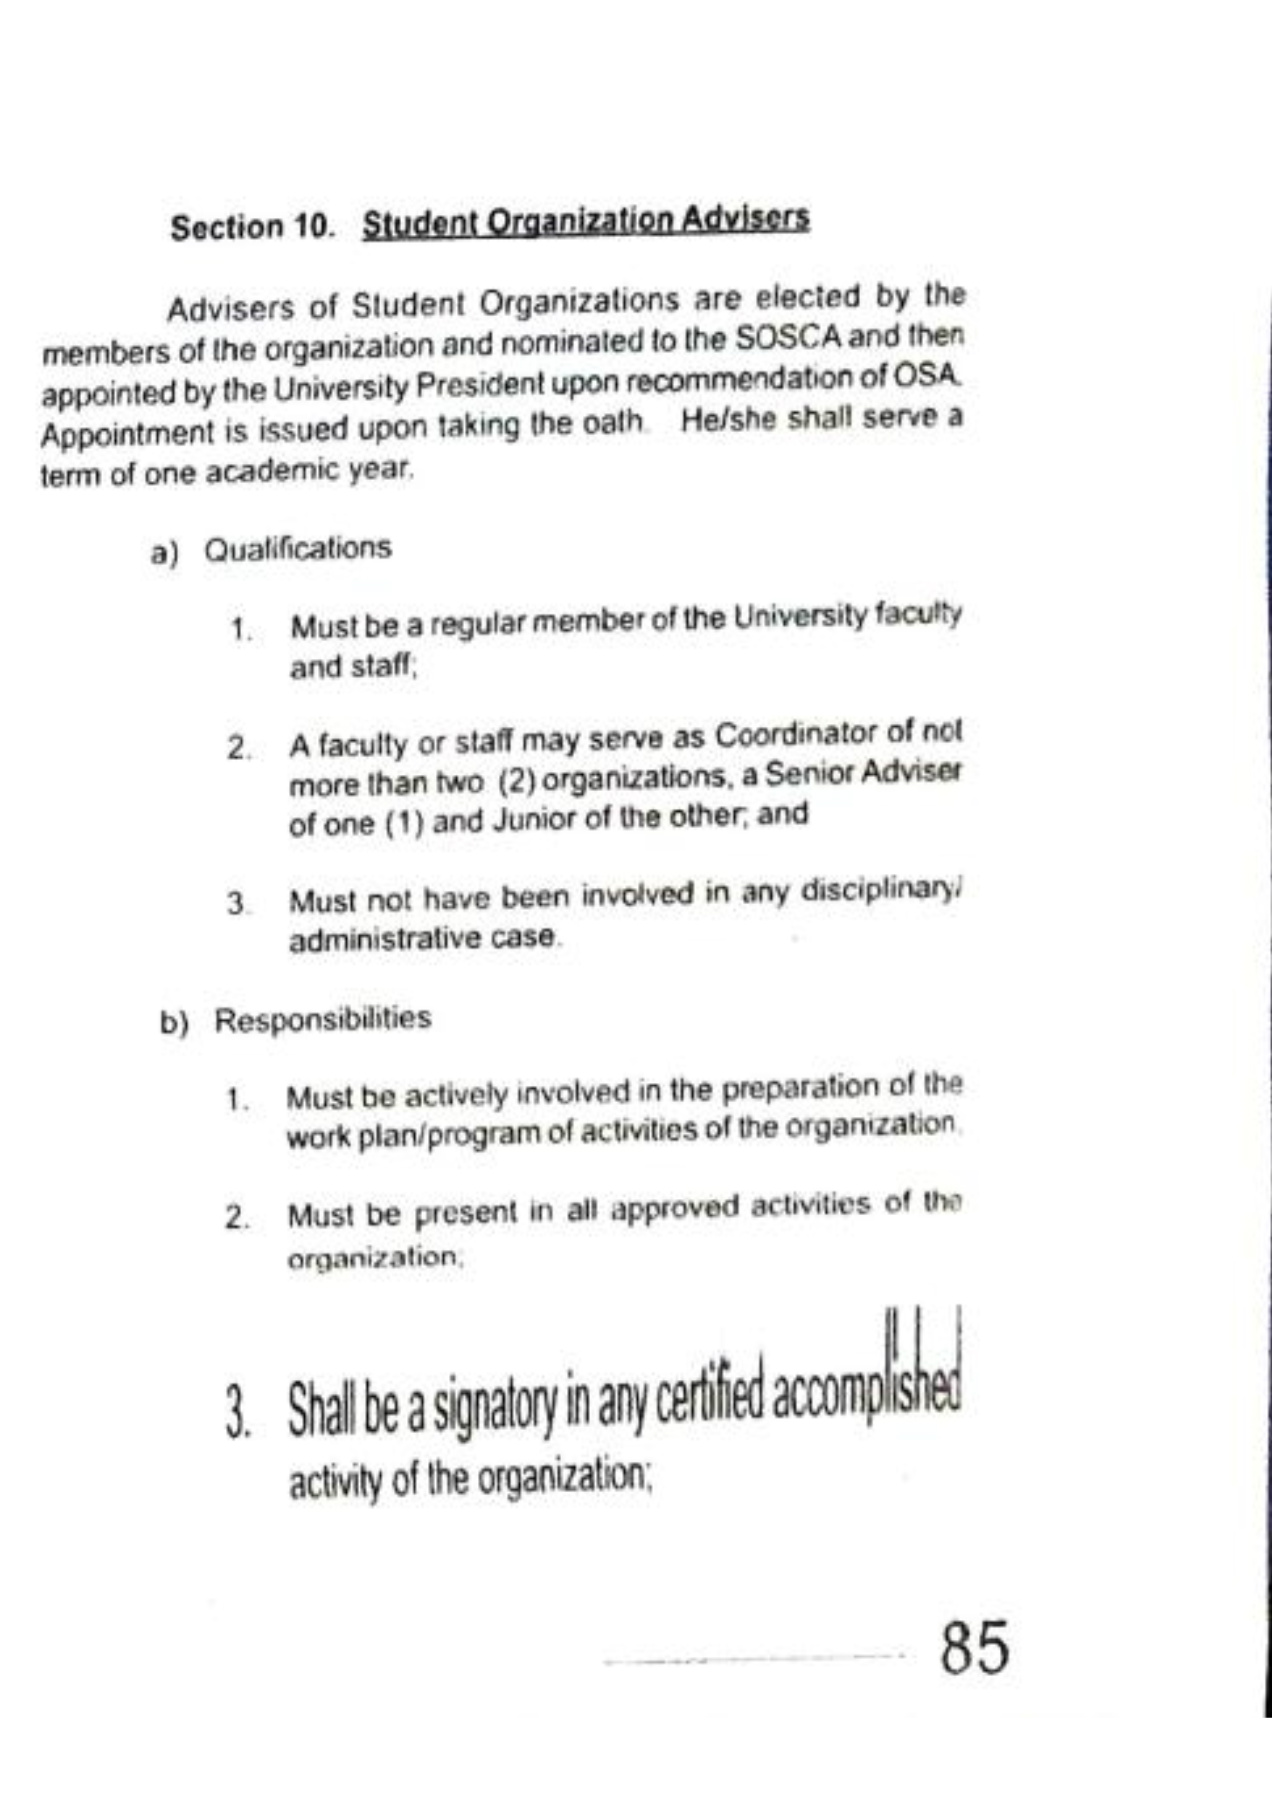 Section 10. Student Organization Advisers
Advisers of Student Organizations are elected by the
members of the organization and nominated to the SOSCA and then
appointed by the University President upon recommendation of OSA.
Appointment is issued upon taking the oath. He/she shall serve a
term of one academic year.
a) Qualifications
1. Must be a regular member of the University faculty
and staff;
2. A faculty or staff may serve as Coordinator of not
more than two (2) organizations, a Senior Adviser
of one (1) and Junior of the other; and
3. Must not have been involved in any disciplinary/
administrative case.
b) Responsibilities
1. Must be actively involved in the preparation of the
work plan/program of activities of the organization.
2. Must be present in all approved activities of the
organization;
3. Shall be a signatory in any certified accomplished
activity of the organization;
85